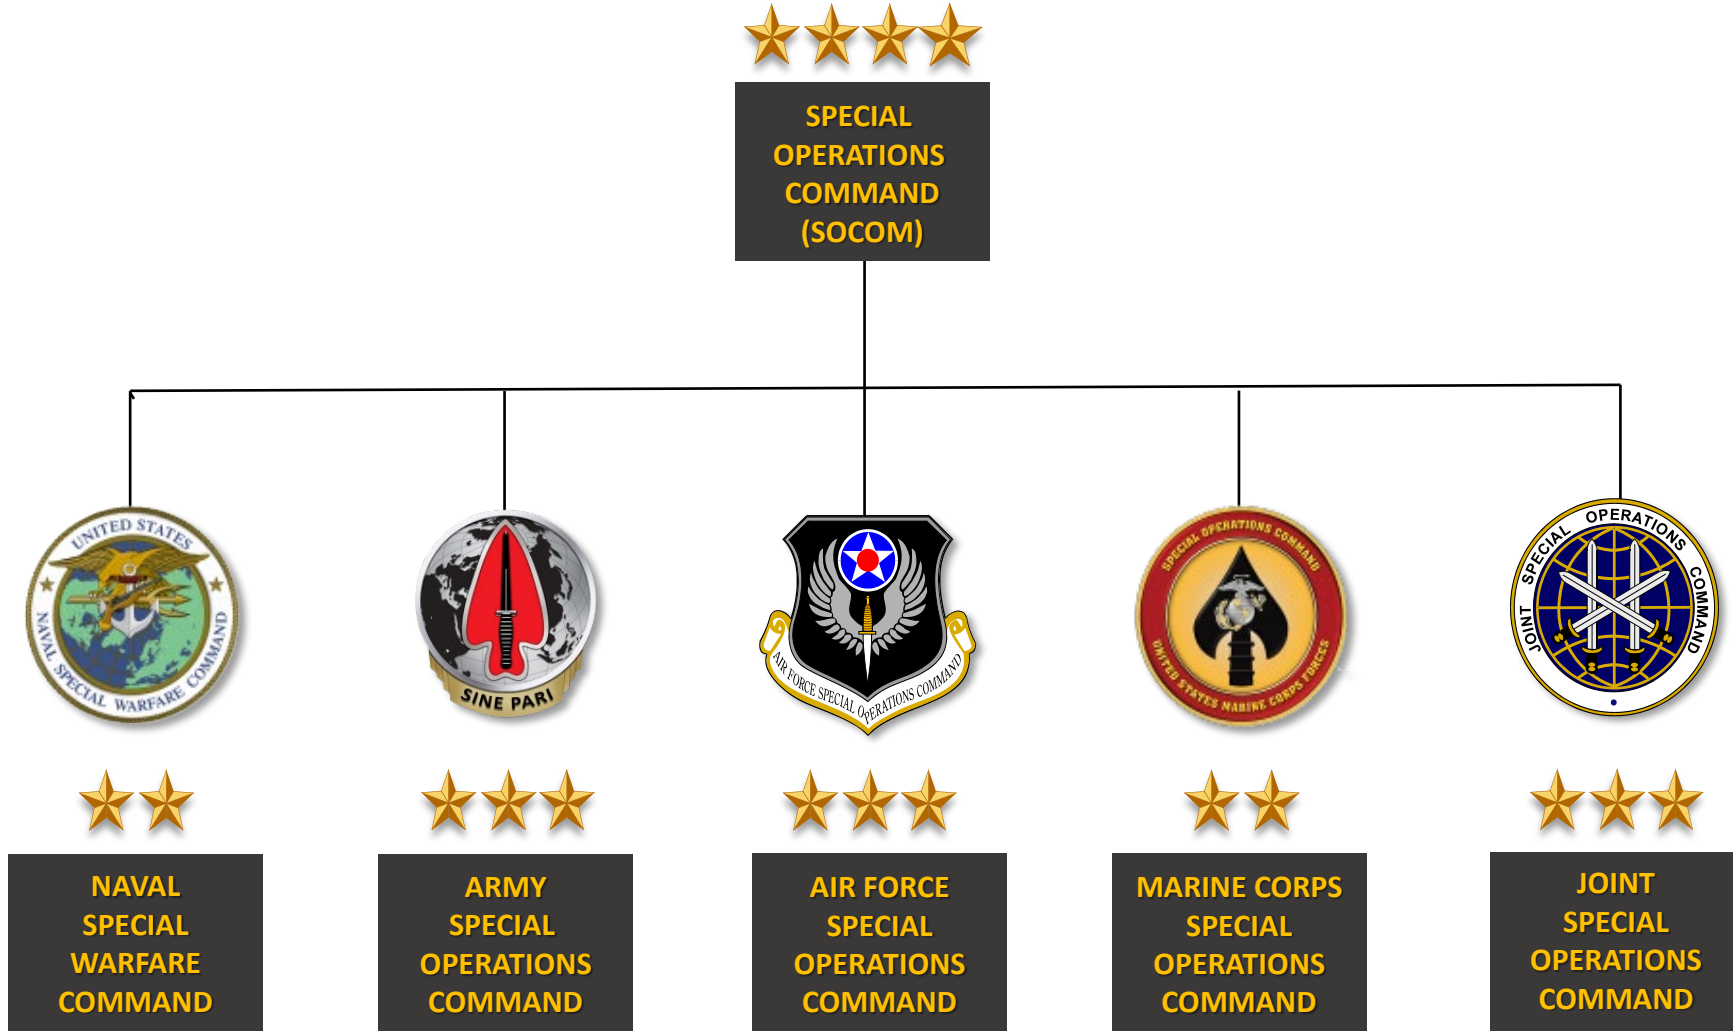 SPECIAL
OPERATIONS
COMMAND
(SOCOM)
UNITED STATES
NAVAL SPECIAL WARFARE COMMAND
SINE PARI
AIR FORCE SPECIAL OPERATIONS COMMAND
SPECIAL OPERATIONS COMMAND
UNITED STATES MARINE CORPS FORCES
JOINT SPECIAL OPERATIONS COMMAND
NAVAL
SPECIAL
WARFARE
COMMAND
ARMY
SPECIAL
OPERATIONS
COMMAND
AIR FORCE
SPECIAL
OPERATIONS
COMMAND
MARINE CORPS
SPECIAL
OPERATIONS
COMMAND
JOINT
SPECIAL
OPERATIONS
COMMAND